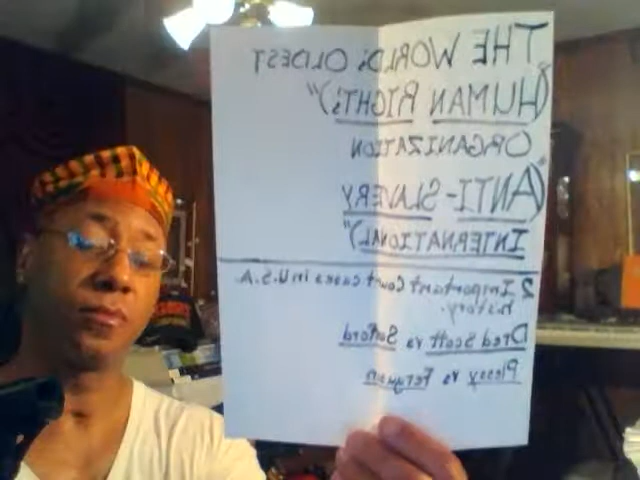 THE WORLD'S OLDEST
"(HUMAN RIGHT'S)"
ORGANIZATION
"(ANTI-SLAVERY
INTERNATIONAL)"
2 Important Court cases in U.S.A.
history.
Dred Scott vs Sanford
Plessy vs Ferguson